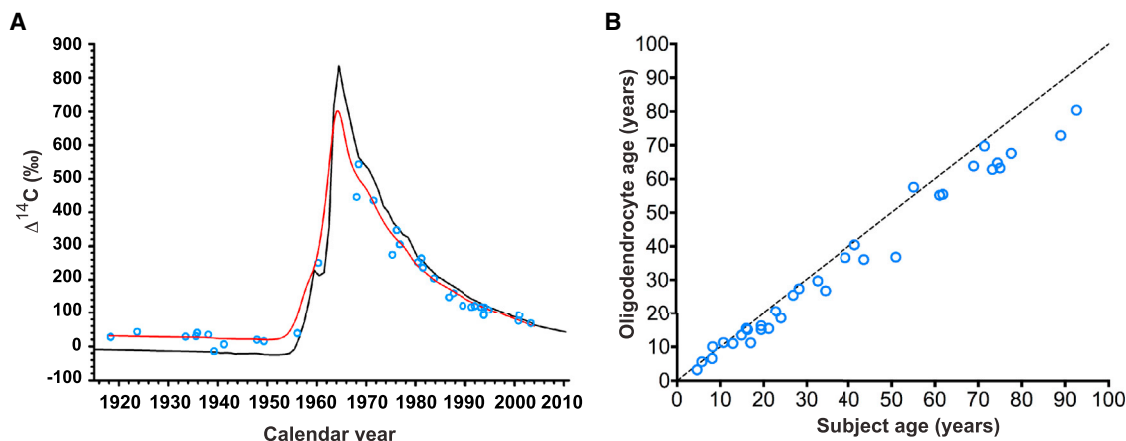 A
B
900
800
700
600
500
400
300
200
100
0
-100
Δ14C (‰)
1920 1930 1940 1950 1960 1970 1980 1990 2000 2010
Calendar year
100
90
80
70
60
50
40
30
20
10
0
Oligodendrocyte age (years)
0 10 20 30 40 50 60 70 80 90 100
Subject age (years)